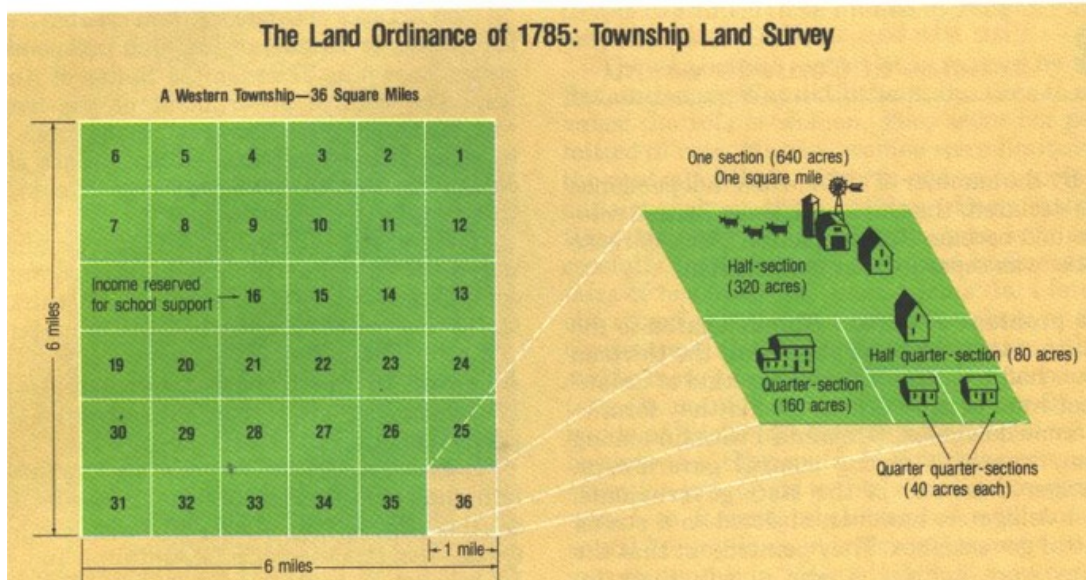 The Land Ordinance of 1785: Township Land Survey
A Western Township—36 Square Miles
6 5 4 3 2 1
7 8 9 10 11 12
Income reserved
for school support
16 15 14 13
19 20 21 22 23 24
30 29 28 27 26 25
31 32 33 34 35 36
6 miles
1 mile
6 miles
One section (640 acres)
One square mile
Half-section
(320 acres)
Half quarter-section (80 acres)
Quarter-section
(160 acres)
Quarter quarter-sections
(40 acres each)